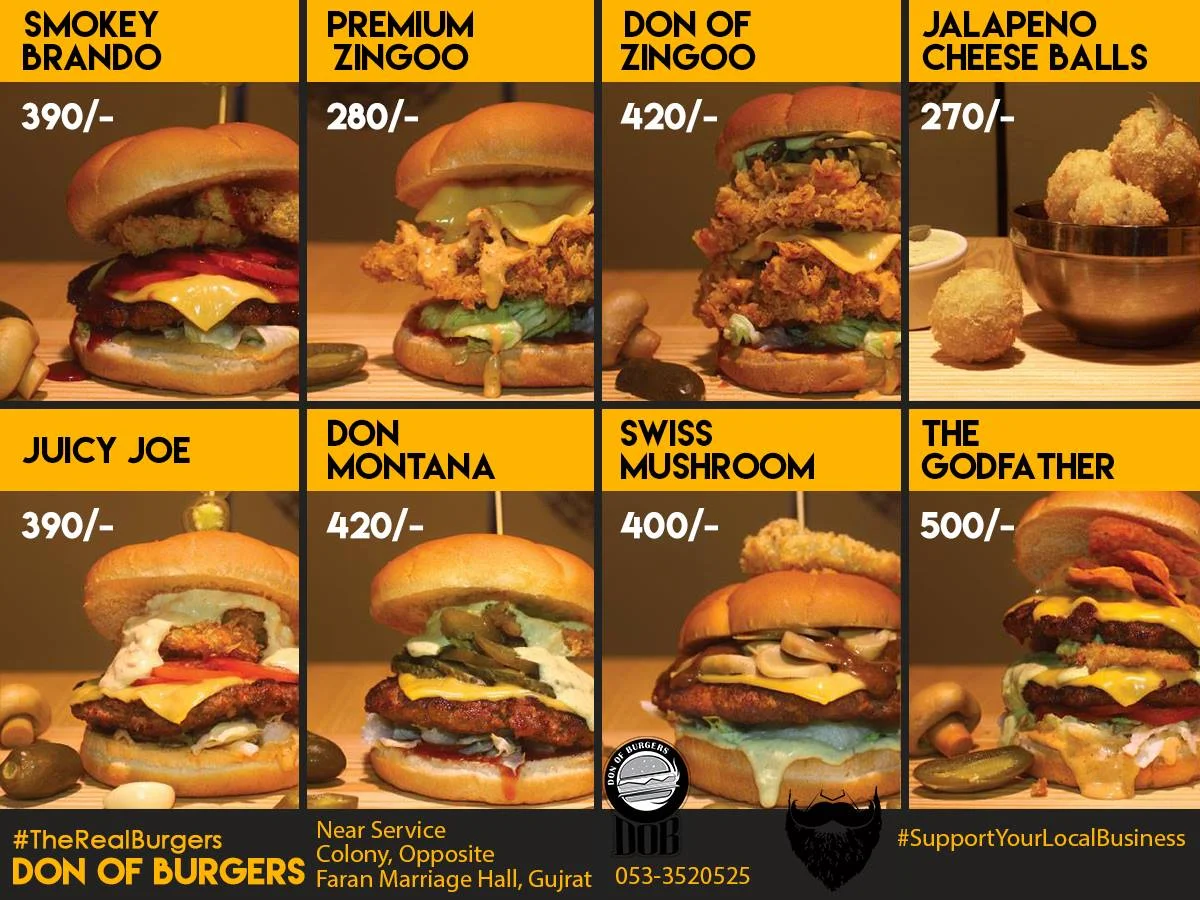 SMOKEY
BRANDO
390/-
PREMIUM
ZINGOO
280/-
DON OF
ZINGOO
420/-
JALAPENO
CHEESE BALLS
270/-
JUICY JOE
390/-
DON
MONTANA
420/-
SWISS
MUSHROOM
400/-
THE
GODFATHER
500/-
#TheRealBurgers
DON OF BURGERS
Near Service
Colony, Opposite
Faran Marriage Hall, Gujrat
DON OF BURGERS
DOB
053-3520525
#SupportYourLocalBusiness